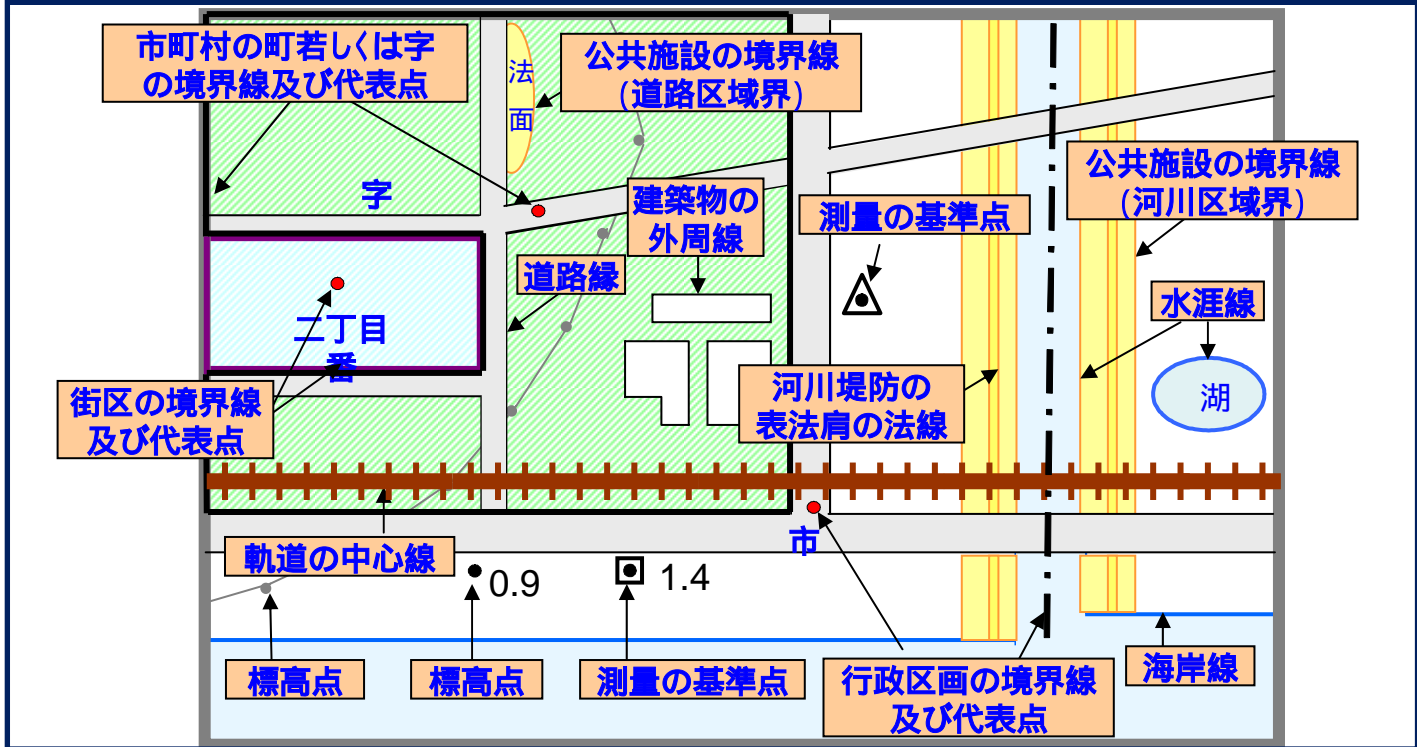 市町村の町若しくは字
の境界線及び代表点
法
面
公共施設の境界線
（道路区域界）
公共施設の境界線
（河川区域界）
字
建築物の
外周線
測量の基準点
道路縁
水涯線
二丁目
番
街区の境界線
及び代表点
河川堤防の
表法肩の法線
湖
市
軌道の中心線
0.9
1.4
標高点
標高点
測量の基準点
行政区画の境界線
及び代表点
海岸線